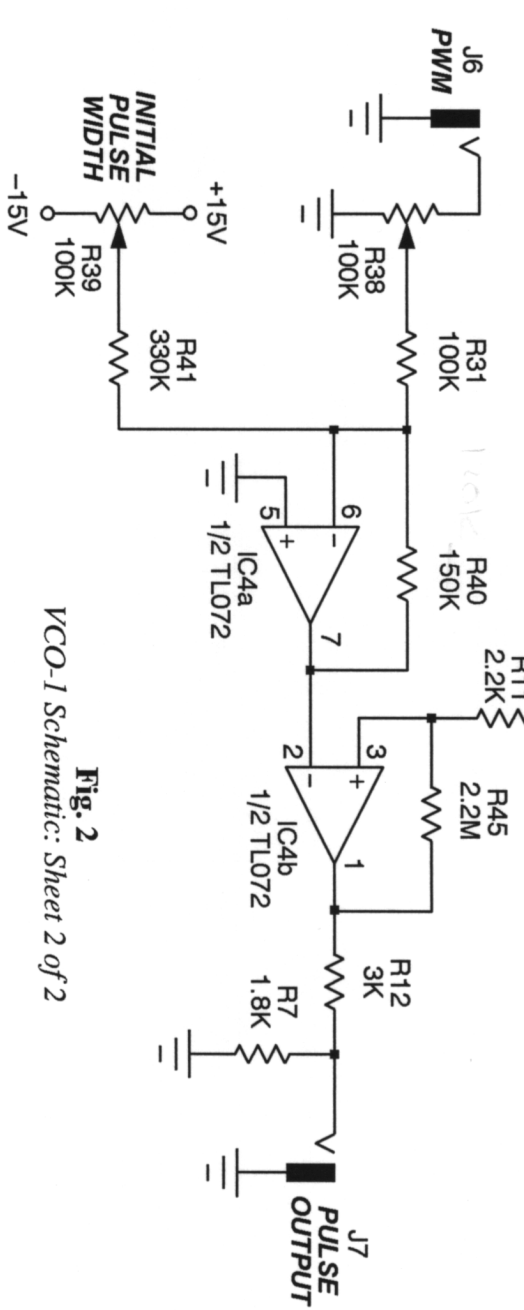 J6
PWM
R38
100K
R31
100K
R40
150K
R11
2.2K
R45
2.2M
6
−
+
5
7
IC4a
1/2 TL072
3
+
−
2
1
IC4b
1/2 TL072
R12
3K
R7
1.8K
J7
PULSE
OUTPUT
+15V
INITIAL
PULSE
WIDTH
R39
100K
−15V
R41
330K
Fig. 2
VCO-1 Schematic: Sheet 2 of 2